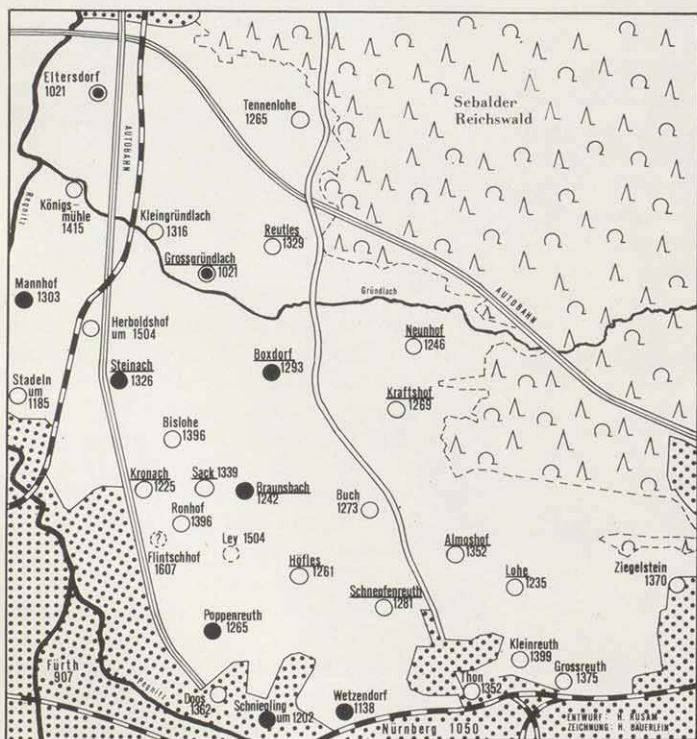 Eltersdorf
1021
AUTOBAHN
Tennenlohe
1265
Sebalder
Reichswald
Regnitz
Königs-
mühle
1415
Kleingründlach
1316
Reutles
1329
Grossgründlach
1021
Mannhof
1303
Gründlach
AUTOBAHN
Herboldshof
um 1504
Neunhof
1246
Steinach
1326
Boxdorf
1293
Stadeln
um
1185
Kraftshof
1269
Bislohe
1396
Kronach
1225
Sack 1339
Braunsbach
1242
Buch
1273
Ronhof
1396
?
Flintschhof
1607
Ley 1504
Almoshof
1352
Höfles
1261
Lohe
1235
Ziegelstein
1370
Schnepfenreuth
1281
Poppenreuth
1265
Kleinreuth
1399
Fürth
907
Pegnitz
Grossreuth
1375
Thon
1352
Doos
1362
Schniegling
um 1202
Wetzendorf
1138
Nürnberg 1050
ENTWURF: H. RUSAM
ZEICHNUNG: H. BÄUERLEIN